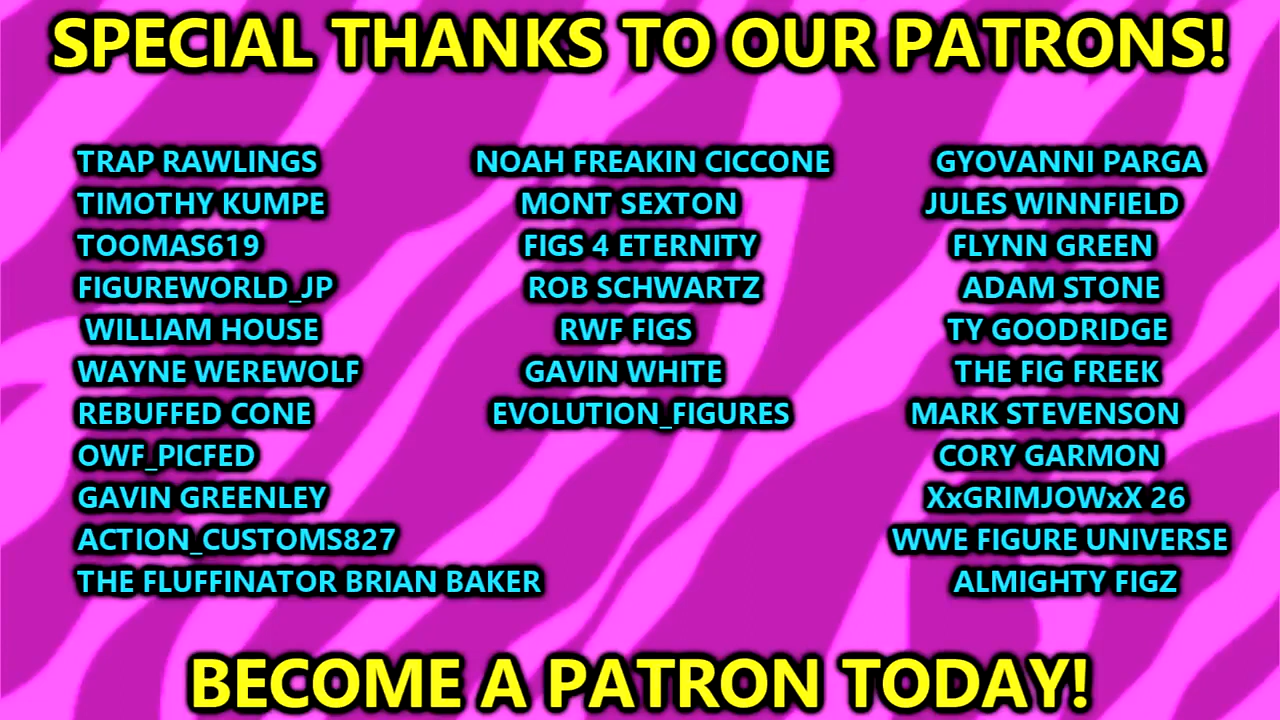 SPECIAL THANKS TO OUR PATRONS!
TRAP RAWLINGS
TIMOTHY KUMPE
TOOMAS619
FIGUREWORLD_JP
WILLIAM HOUSE
WAYNE WEREWOLF
REBUFFED CONE
OWF_PICFED
GAVIN GREENLEY
ACTION_CUSTOMS827
THE FLUFFINATOR BRIAN BAKER
NOAH FREAKIN CICCONE
MONT SEXTON
FIGS 4 ETERNITY
ROB SCHWARTZ
RWF FIGS
GAVIN WHITE
EVOLUTION_FIGURES
GYOVANNI PARGA
JULES WINNFIELD
FLYNN GREEN
ADAM STONE
TY GOODRIDGE
THE FIG FREEK
MARK STEVENSON
CORY GARMON
XxGRIMJOWxX 26
WWE FIGURE UNIVERSE
ALMIGHTY FIGZ
BECOME A PATRON TODAY!